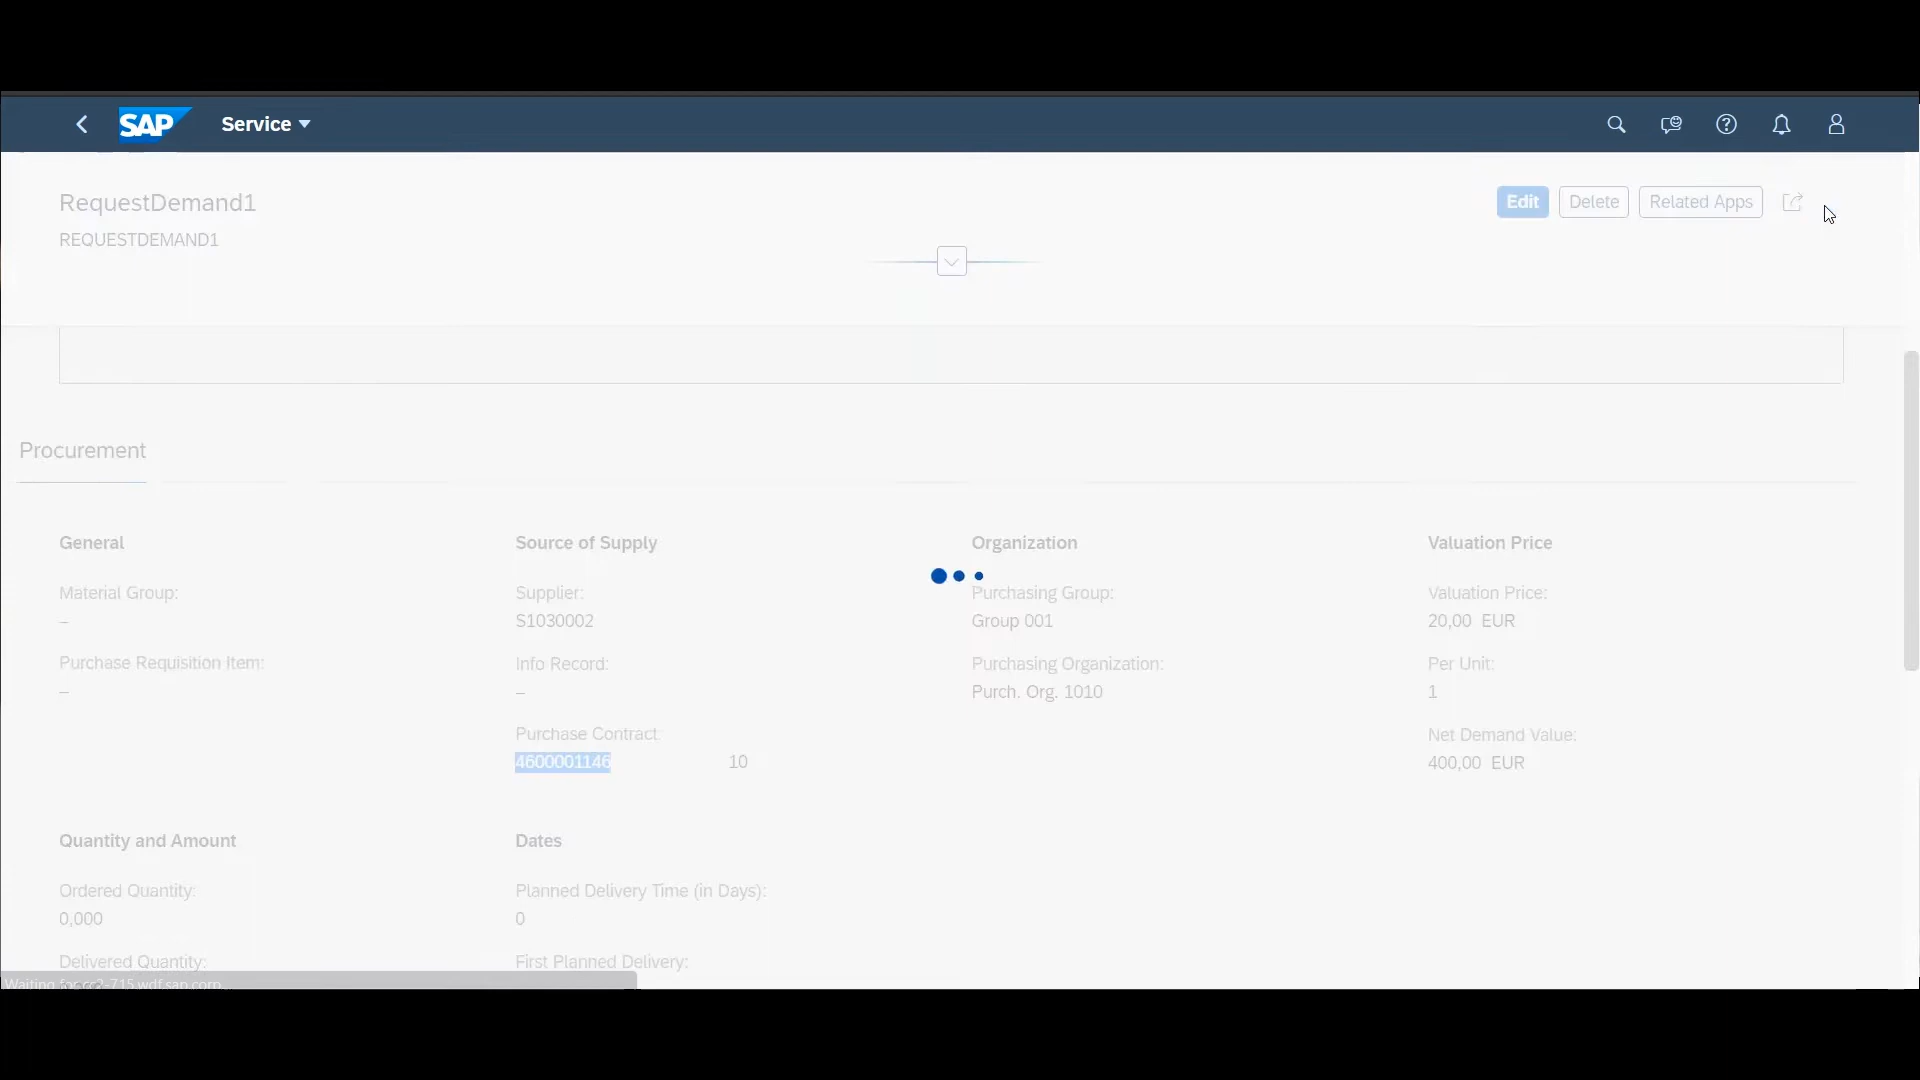 SAP
Service
RequestDemand1
Edit
Delete
Related Apps
REQUESTDEMAND1
Procurement
General
Source of Supply
Organization
Valuation Price
Material Group:
Supplier:
Purchasing Group:
Valuation Price:
–
S1030002
Group 001
20,00 EUR
Purchase Requisition Item:
Info Record:
Purchasing Organization:
Per Unit:
–
–
Purch. Org. 1010
1
Purchase Contract:
Net Demand Value:
4600001146
10
400,00 EUR
Quantity and Amount
Dates
Ordered Quantity:
Planned Delivery Time (in Days):
0,000
0
Delivered Quantity:
First Planned Delivery: